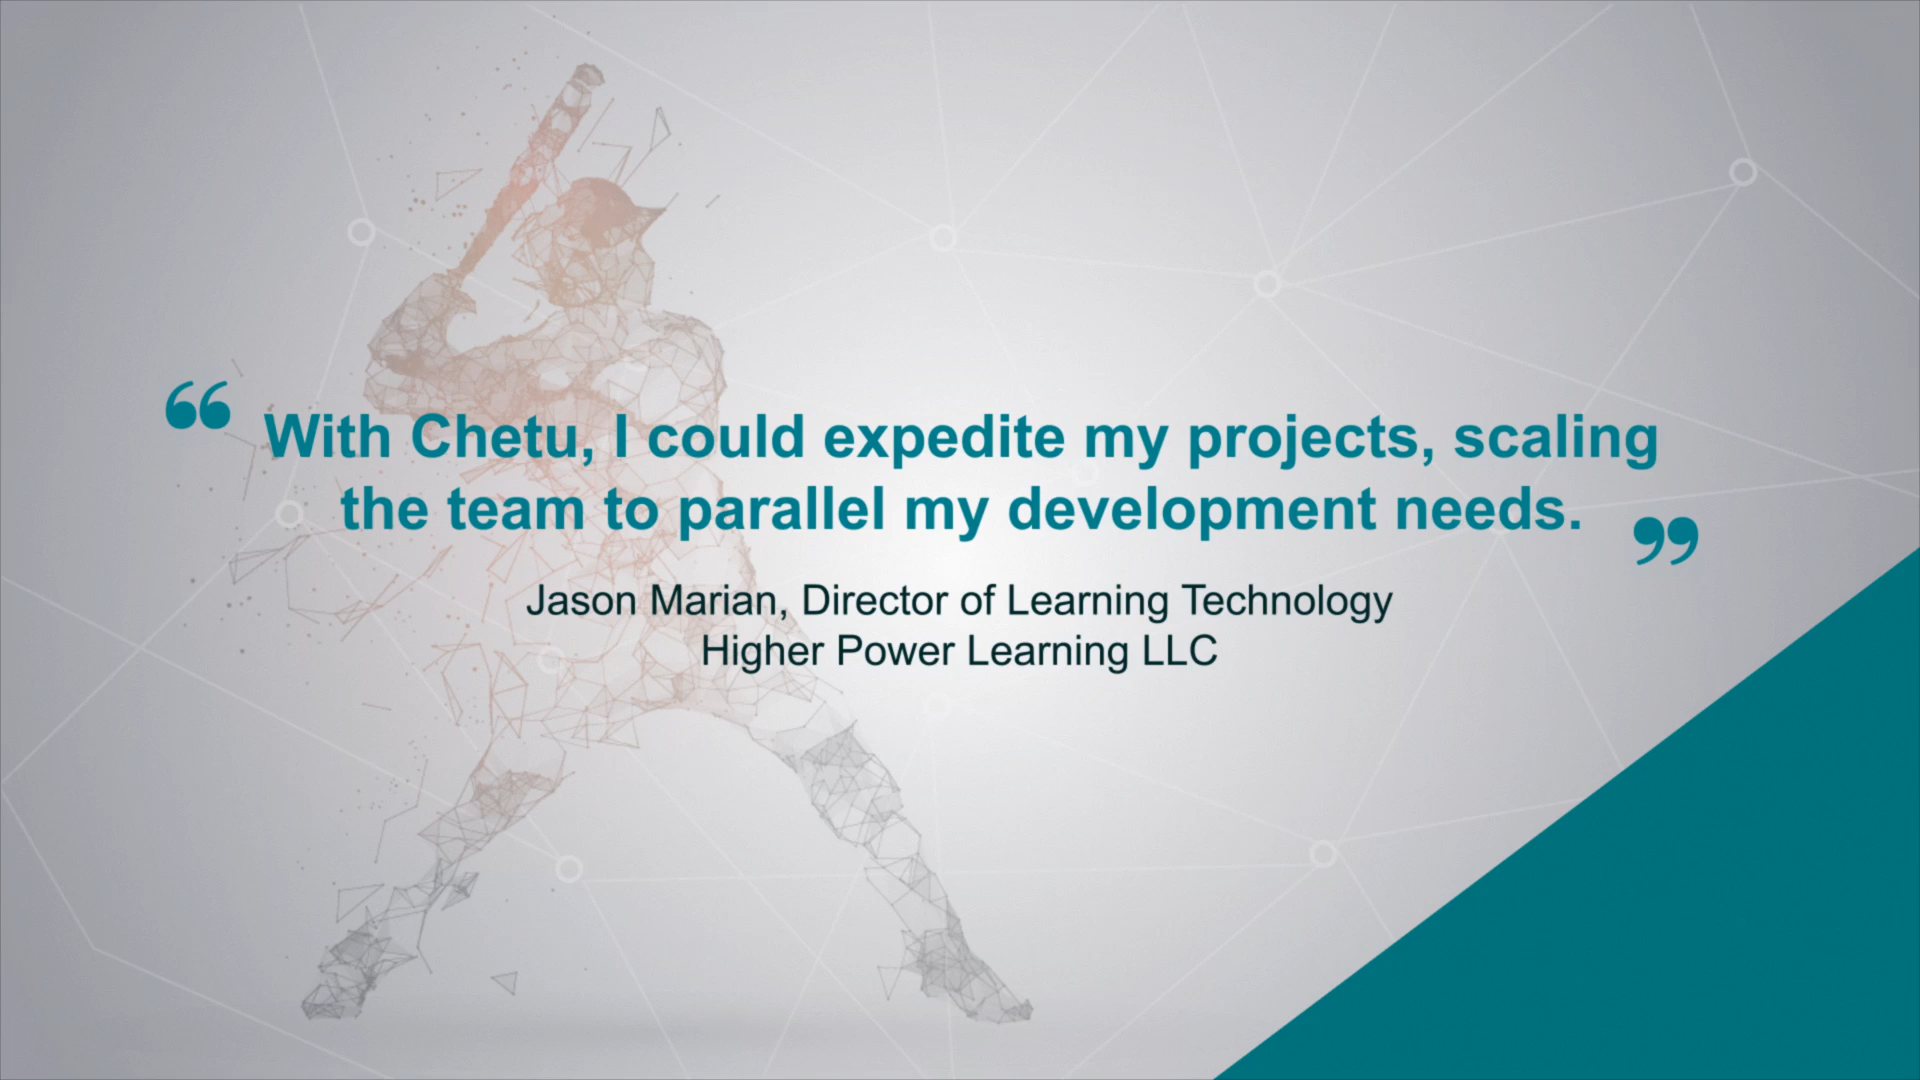 “ With Chetu, I could expedite my projects, scaling
the team to parallel my development needs. ”
Jason Marian, Director of Learning Technology
Higher Power Learning LLC